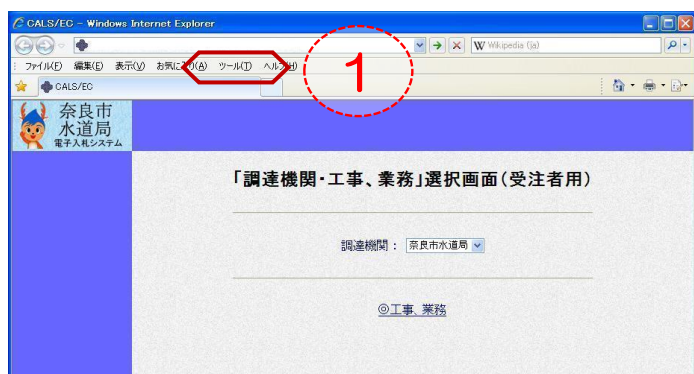 CALS/EC - Windows Internet Explorer
W Wikipedia (ja)
ファイル(F) 編集(E) 表示(V) お気に入り(A) ツール(T) ヘルプ(H)
1
CALS/EC
奈良市
水道局
電子入札システム
「調達機関・工事、業務」選択画面(受注者用)
調達機関： 奈良市水道局
◎工事、業務